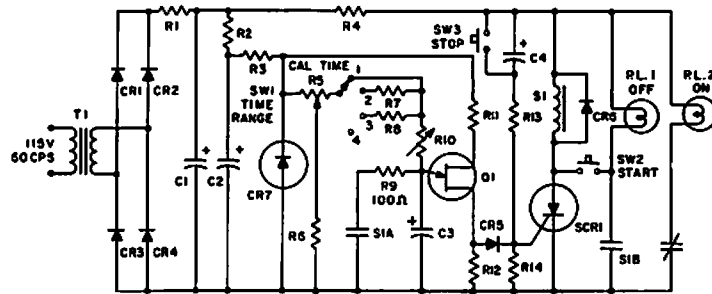 R1
R2
R4
R3
CAL TIME
1
SW3
STOP
C4
R5
SW1
TIME
RANGE
2
R7
3
R8
4
R10
R11
R13
S1
CR6
RL.1
OFF
RL.2
ON
CR1
CR2
T1
115V
60CPS
C1
C2
CR7
R9
100Ω
Q1
SW2
START
SCR1
R6
S1A
C3
CR5
R12
R14
S1B
CR3
CR4